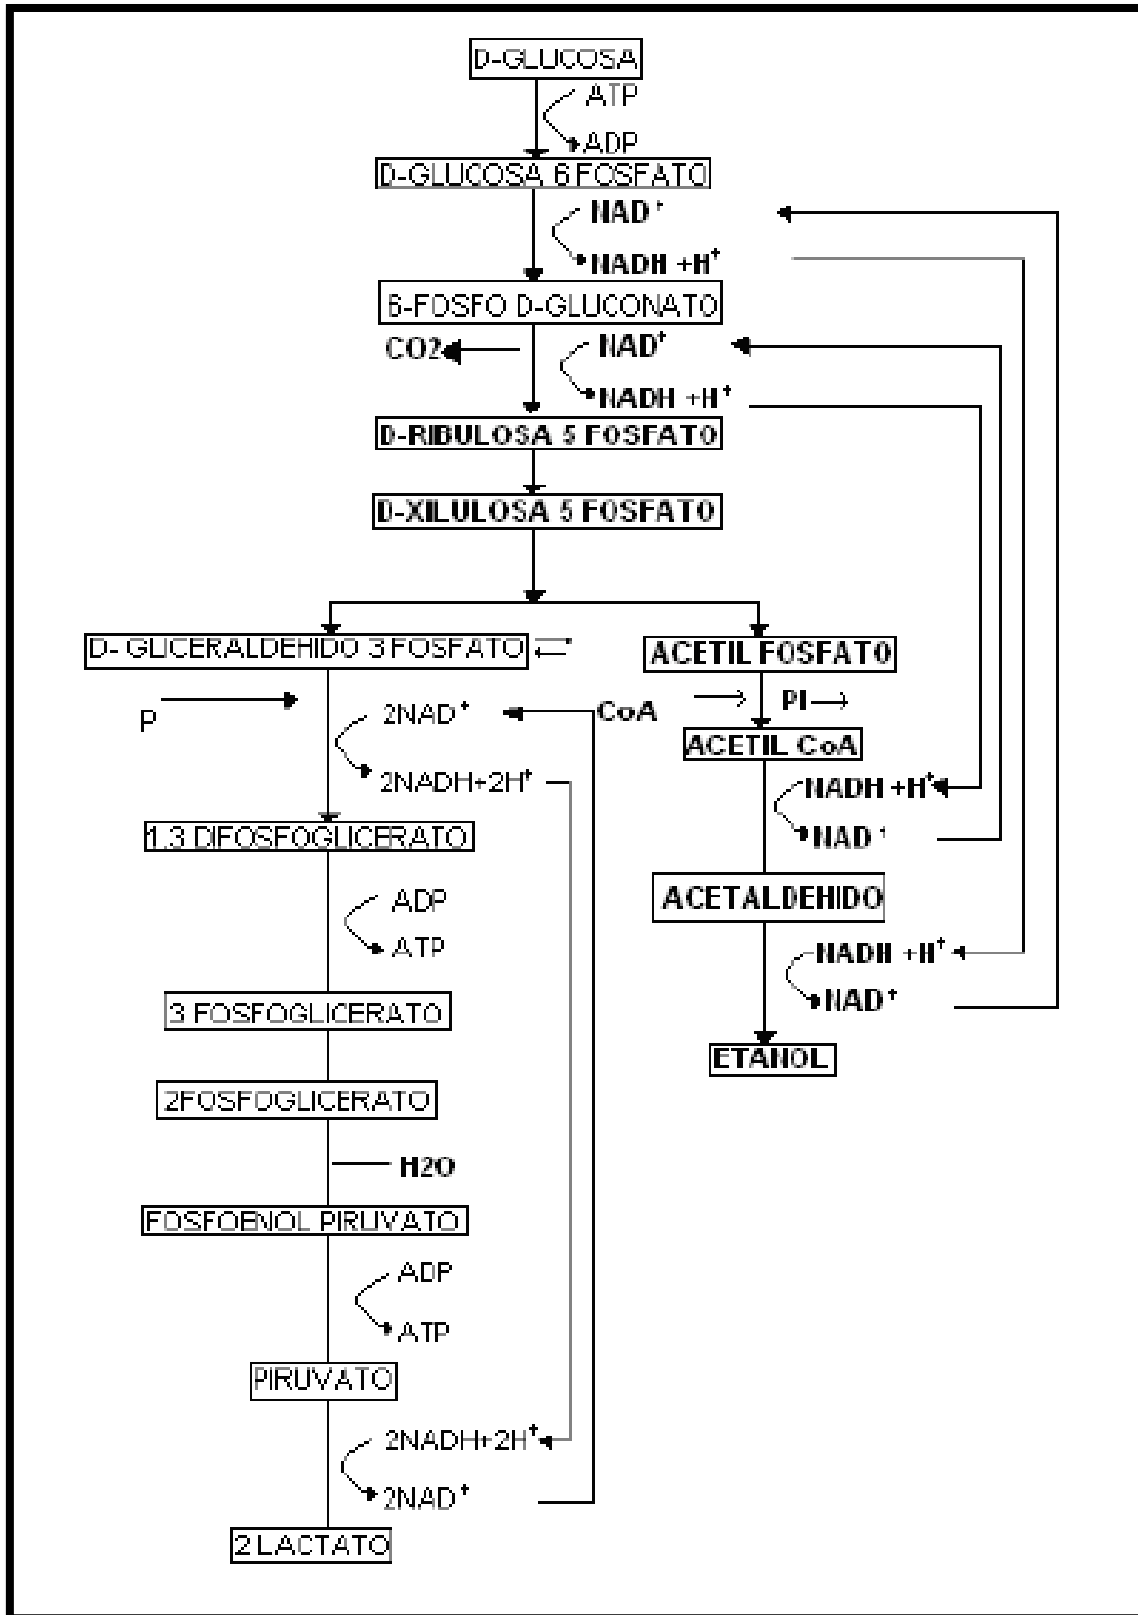 D-GLUCOSA
ATP
ADP
D-GLUCOSA 6 FOSFATO
NAD+
NADH +H+
6-FOSFO D-GLUCONATO
CO2
NAD+
NADH +H+
D-RIBULOSA 5 FOSFATO
D-XILULOSA 5 FOSFATO
D- GLICERALDEHIDO 3 FOSFATO
P
2NAD+
2NADH+2H+
1.3 DIFOSFOGLICERATO
ADP
ATP
3 FOSFOGLICERATO
2FOSFOGLICERATO
H2O
FOSFOENOL PIRUVATO
ADP
ATP
PIRUVATO
2NADH+2H+
2NAD+
2 LACTATO
ACETIL FOSFATO
CoA
PI
ACETIL CoA
NADH +H+
NAD+
ACETALDEHIDO
NADH +H+
NAD+
ETANOL